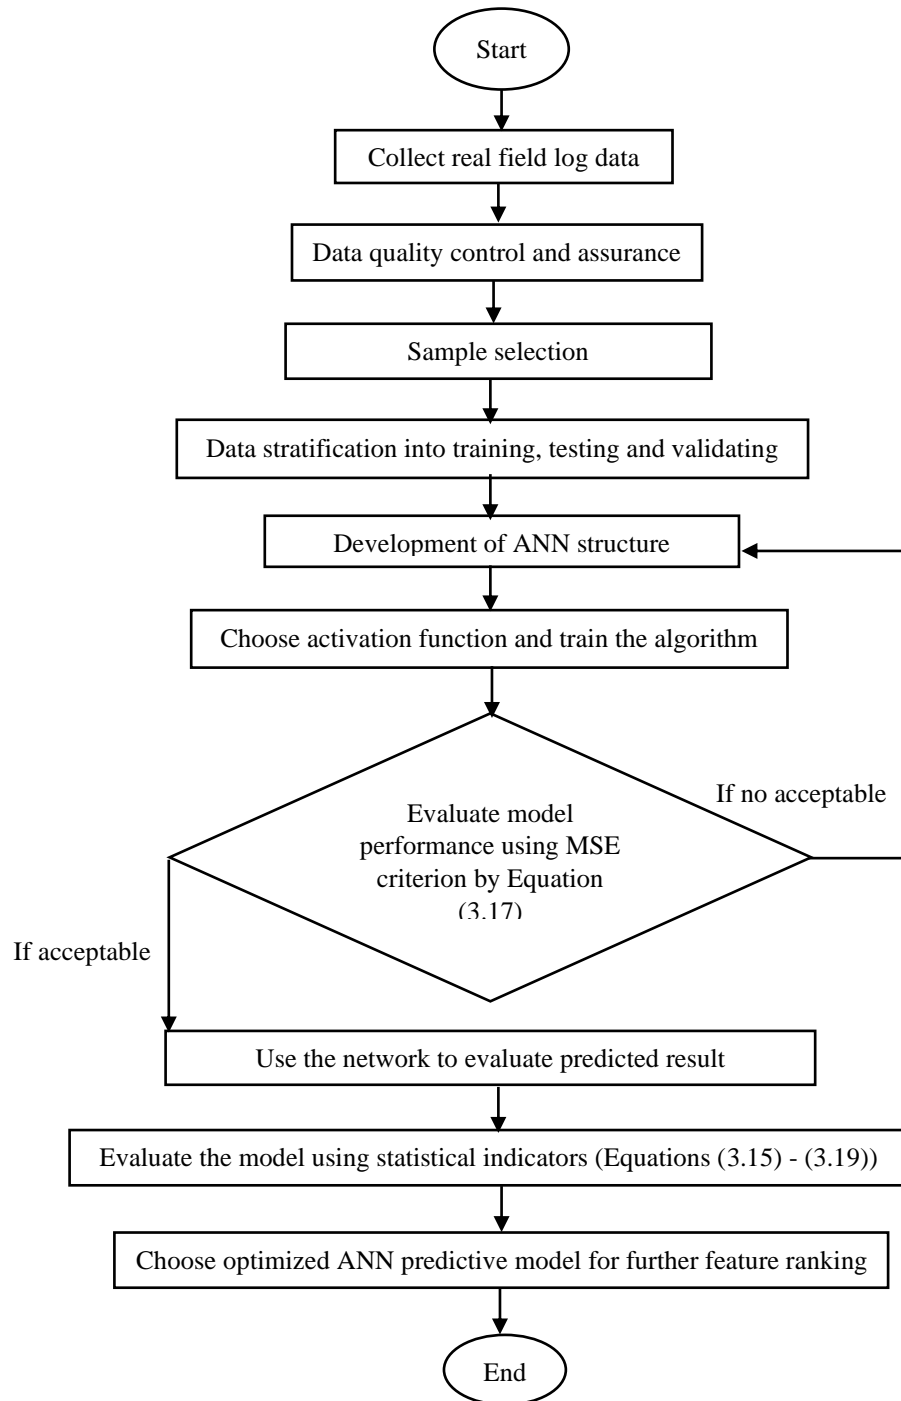 Start
Collect real field log data
Data quality control and assurance
Sample selection
Data stratification into training, testing and validating
Development of ANN structure
Choose activation function and train the algorithm
If no acceptable
Evaluate model
performance using MSE
criterion by Equation
(3.17)
If acceptable
Use the network to evaluate predicted result
Evaluate the model using statistical indicators (Equations (3.15) - (3.19))
Choose optimized ANN predictive model for further feature ranking
End